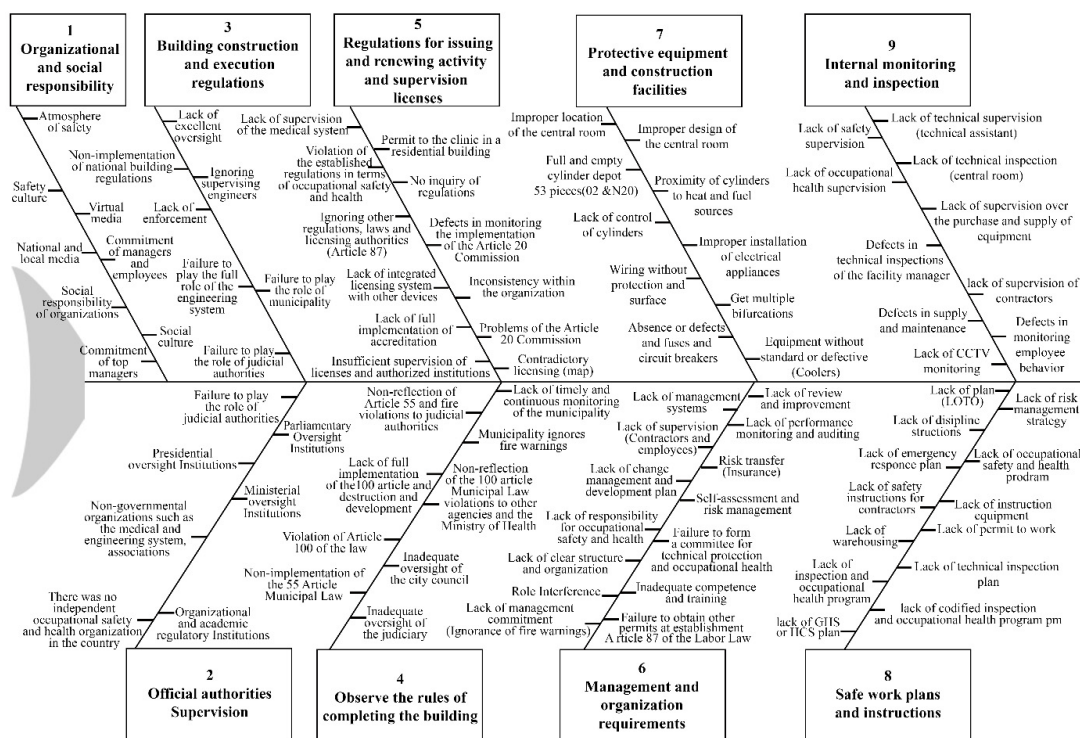 1
Organizational
and social
responsibility
Atmosphere
of safety
Safety
culture
Virtual
media
National and
local media
Commitment
of managers
and
employees
Social
responsibility
of organizations
Social
culture
Commitment
of top
managers
3
Building construction
and execution
regulations
Lack of
excellent
oversight
Non-implementation
of national building
regulations
Ignoring
supervising
engineers
Lack of
enforcement
Failure to
play the full
role of the
engineering
system
Failure to play
the role of
municipality
Failure to play
the role of judicial
authorities
5
Regulations for issuing
and renewing activity
and supervision
licenses
Lack of supervision
of the medical system
Permit to the clinic in a
residential building
Violation of
the established
regulations in terms
of occupational safety
and health
No inquiry of
regulations
Ignoring other
regulations, laws and
licensing authorities
(Article 87)
Defects in monitoring
the implementation
of the Article 20
Commission
Lack of integrated
licensing system
with other devices
Inconsistency within
the organization
Lack of full
implementation of
accreditation
Problems of the Article
20 Commission
Insufficient supervision of
licenses and authorized institutions
Contradictory
licensing (map)
7
Protective equipment
and construction
facilities
Improper location
of the central room
Improper design of
the central room
Full and empty
cylinder depot
53 pieces(02 &N20)
Proximity of cylinders
to heat and fuel
sources
Lack of control
of cylinders
Improper installation
of electrical
appliances
Wiring without
protection and
surface
Get multiple
bifurcations
Absence or defects
and fuses and
circuit breakers
Equipment without
standard or defective
(Coolers)
9
Internal monitoring
and inspection
Lack of technical supervision
(technical assistant)
Lack of safety
supervision
Lack of technical inspection
(central room)
Lack of occupational
health supervision
Lack of supervision over
the purchase and supply of
equipment
Defects in
technical inspections
of the facility manager
lack of supervision of
contractors
Defects in supply
and maintenance
Defects in
monitoring
employee
behavior
Lack of CCTV
monitoring
Failure to play
the role of
judicial authorities
Parliamentary
Oversight
Institutions
Presidential
oversight Institutions
Ministerial
oversight
Institutions
Non-governmental
organizations such as
the medical and
engineering system,
associations
There was no
independent
occupational safety
and health organization
in the country
Organizational
and academic
regulatory Institutions
2
Official authorities
Supervision
Non-reflection of
Article 55 and fire
violations to judicial
authorities
Lack of timely and
continuous monitoring
of the municipality
Municipality ignores
fire warnings
Lack of full
implementation
of the100 article and
destruction and
development
Non-reflection
of the 100 article
Municipal Law
violations to other
agencies and the
Ministry of Health
Violation of Article
100 of the law
Inadequate
oversight of
the city council
Non-implementation
of the 55 Article
Municipal Law
Inadequate
oversight
of the judiciary
4
Observe the rules of
completing the building
Lack of management
systems
Lack of review
and improvement
Lack of supervision
(Contractors and
employees)
Lack of performance
monitoring and auditing
Risk transfer
(Insurance)
Lack of change
management and
development plan
Self-assessment and
risk management
Lack of responsibility
for occupational
safety and health
Failure to form
a committee for
technical protection
and occupational health
Lack of clear structure
and organization
Role Interference
Inadequate competence
and training
Lack of management
commitment
(Ignorance of fire warnings)
Failure to obtain other
permits at establishment
A rticle 87 of the Labor Law
6
Management and
organization
requirements
Lack of plan
(LOTO)
Lack of risk
management
strategy
Lack of disipline
structions
Lack of emergency
responce plan
Lack of occupational
safety and health
prodram
Lack of safety
instructions for
contractors
Lack of instruction
equipment
Lack of
warehousing
Lack of permit to work
Lack of
inspection and
occupational
health program
Lack of technical inspection
plan
lack of codified inspection
and occupational health program pm
lack of GHS
or HCS plan
8
Safe work plans
and instructions